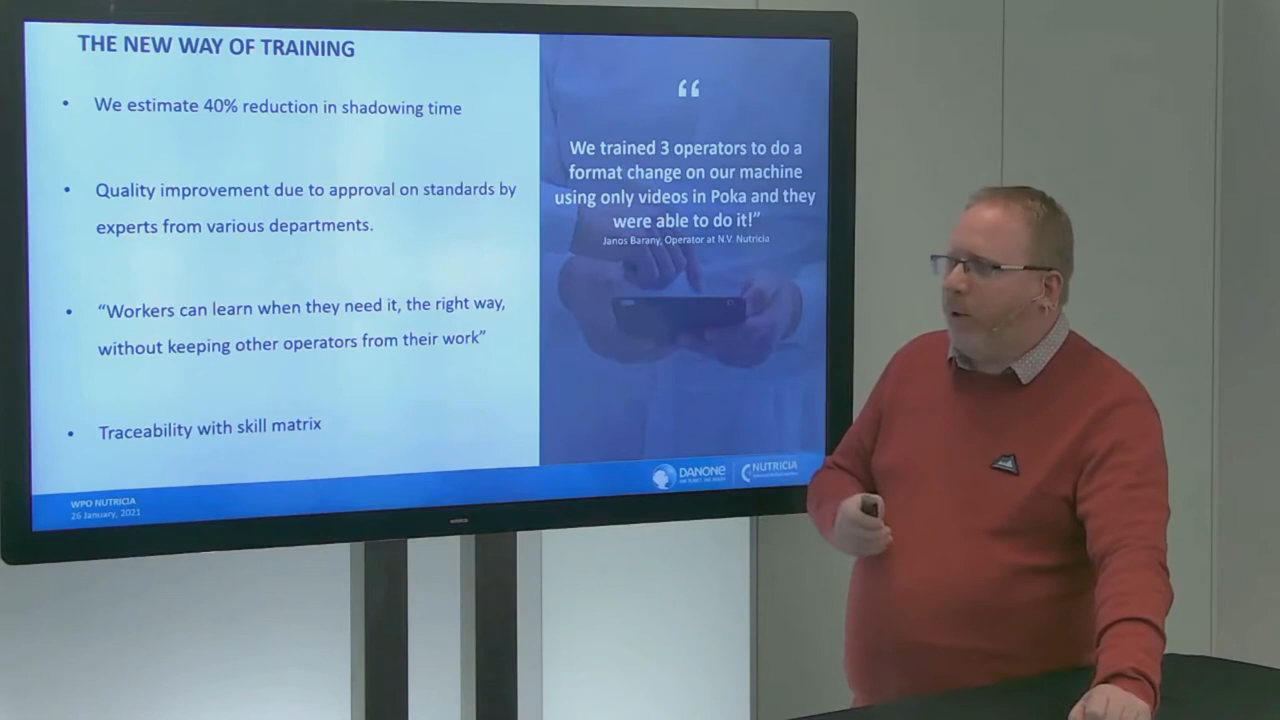 THE NEW WAY OF TRAINING
• We estimate 40% reduction in shadowing time
• Quality improvement due to approval on standards by
experts from various departments.
• “Workers can learn when they need it, the right way,
without keeping other operators from their work”
• Traceability with skill matrix
“
We trained 3 operators to do a
format change on our machine
using only videos in Poka and they
were able to do it!”
Janos Barany, Operator at N.V. Nutricia
DANONE
ONE PLANET. ONE HEALTH
NUTRICIA
WPO NUTRICIA
26 January, 2021